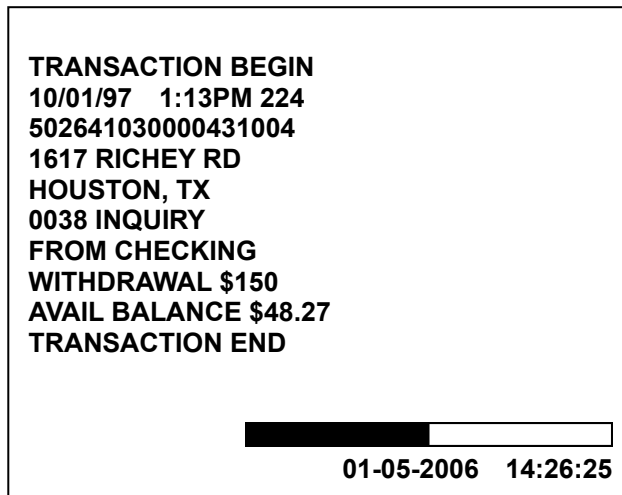 TRANSACTION BEGIN
10/01/97 1:13PM 224
502641030000431004
1617 RICHEY RD
HOUSTON, TX
0038 INQUIRY
FROM CHECKING
WITHDRAWAL $150
AVAIL BALANCE $48.27
TRANSACTION END
01-05-2006 14:26:25